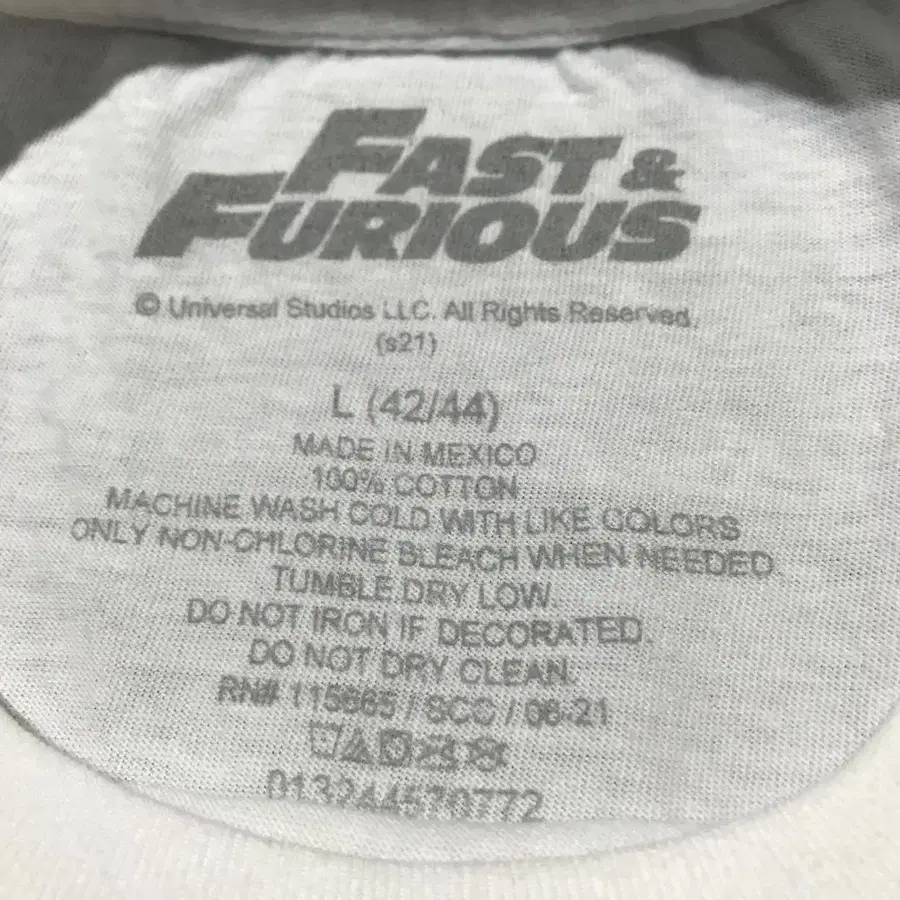 FAST &
FURIOUS
© Universal Studios LLC. All Rights Reserved.
(s21)
L (42/44)
MADE IN MEXICO
100% COTTON
MACHINE WASH COLD WITH LIKE COLORS
ONLY NON-CHLORINE BLEACH WHEN NEEDED.
TUMBLE DRY LOW.
DO NOT IRON IF DECORATED.
DO NOT DRY CLEAN.
RN# 115665 / SCC / 06-21
013244570772